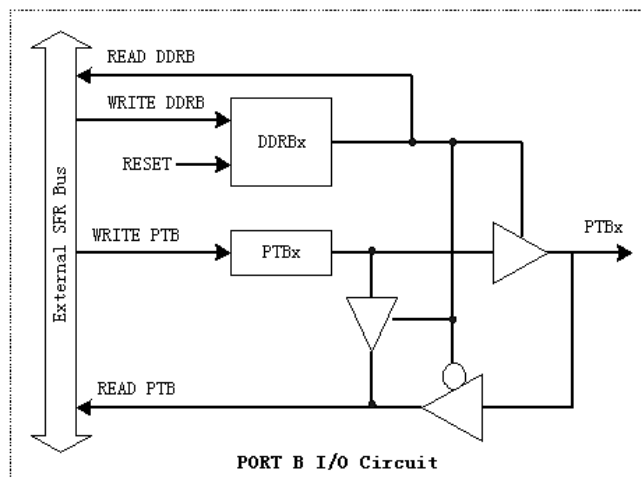 READ DDRB
WRITE DDRB
DDRBx
RESET
External SFR Bus
WRITE PTB
PTBx
PTBx
READ PTB
PORT B I/O Circuit